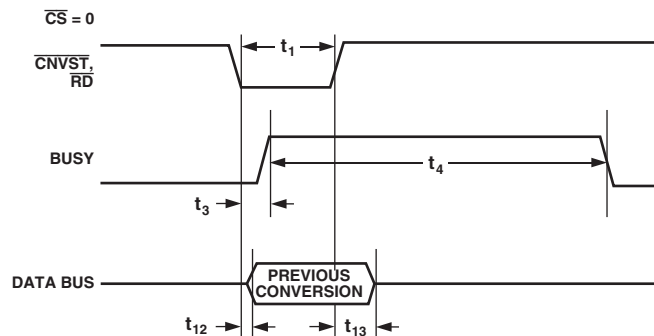 CS = 0
CNVST,
RD
t1
BUSY
t4
t3
DATA BUS
PREVIOUS
CONVERSION
t12
t13